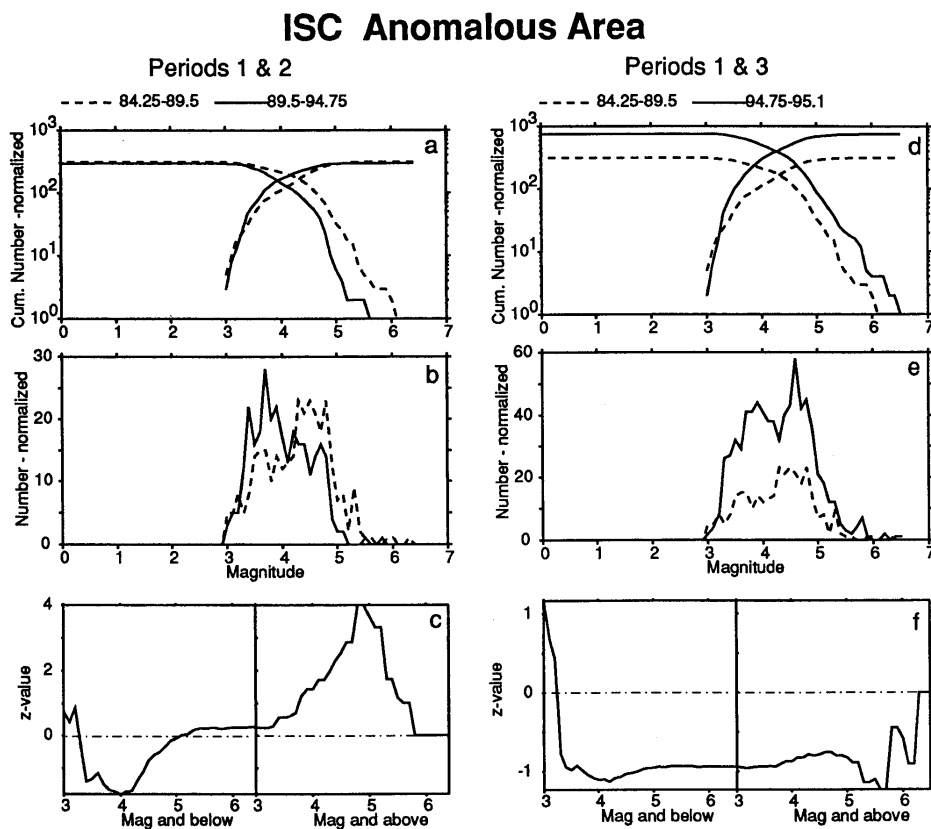 ISC Anomalous Area
Periods 1 & 2
84.25-89.5 89.5-94.75
Cum. Number -normalized
10³
10²
10¹
10⁰
a
0 1 2 3 4 5 6 7
Number - normalized
30
20
10
0
b
0 1 2 3 4 5 6 7
Magnitude
z-value
4
2
0
c
3 4 5 6 3 4 5 6
Mag and below Mag and above
Periods 1 & 3
84.25-89.5 94.75-95.1
Cum. Number -normalized
10³
10²
10¹
10⁰
d
0 1 2 3 4 5 6 7
Number - normalized
60
40
20
0
e
0 1 2 3 4 5 6 7
Magnitude
z-value
1
0
-1
f
3 4 5 6 3 4 5 6
Mag and below Mag and above